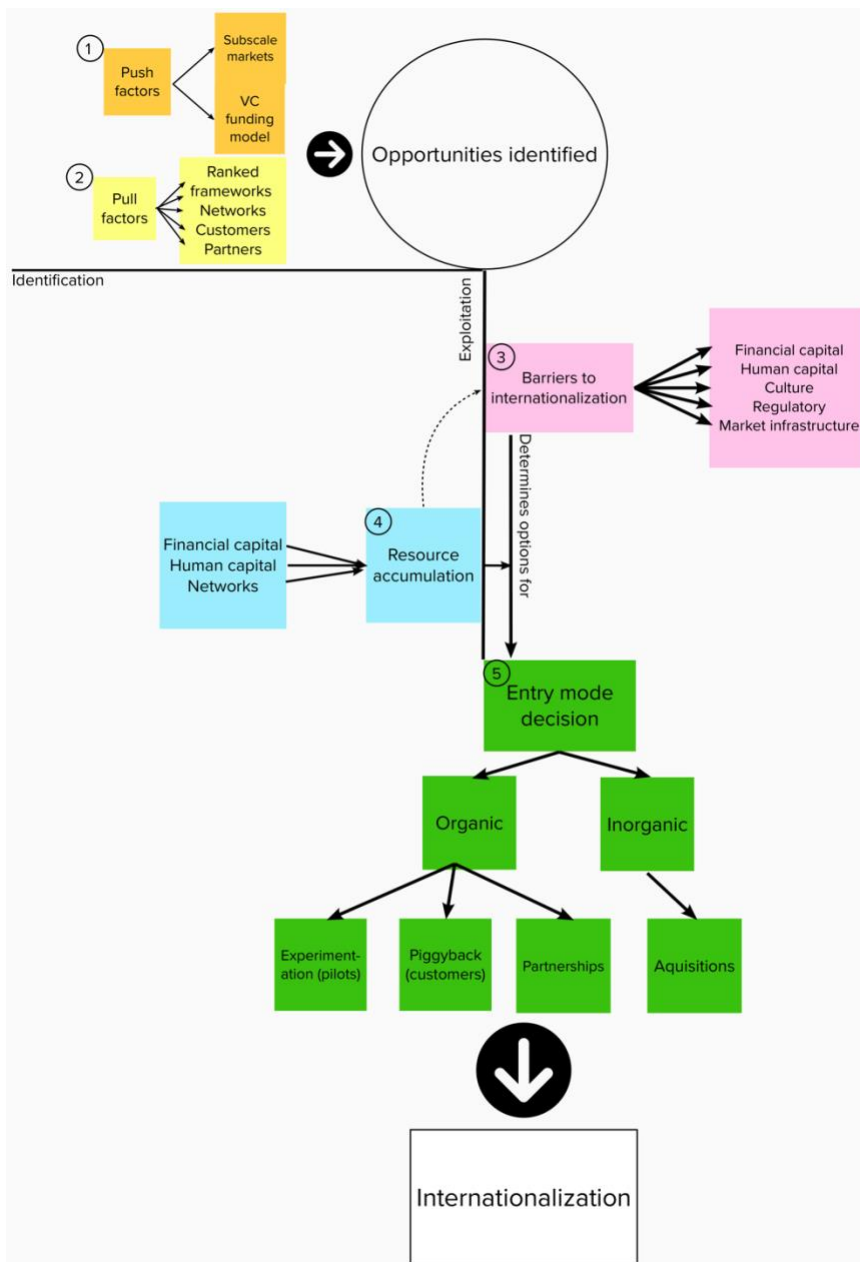 1
Push
factors
Subscale
markets
VC
funding
model
2
Pull
factors
Ranked
frameworks
Networks
Customers
Partners
Opportunities identified
Identification
Exploitation
3
Barriers to
internationalization
Financial capital
Human capital
Culture
Regulatory
Market infrastructure
Determines options for
Financial capital
Human capital
Networks
4
Resource
accumulation
5
Entry mode
decision
Organic
Inorganic
Experiment-
ation (pilots)
Piggyback
(customers)
Partnerships
Aquisitions
Internationalization